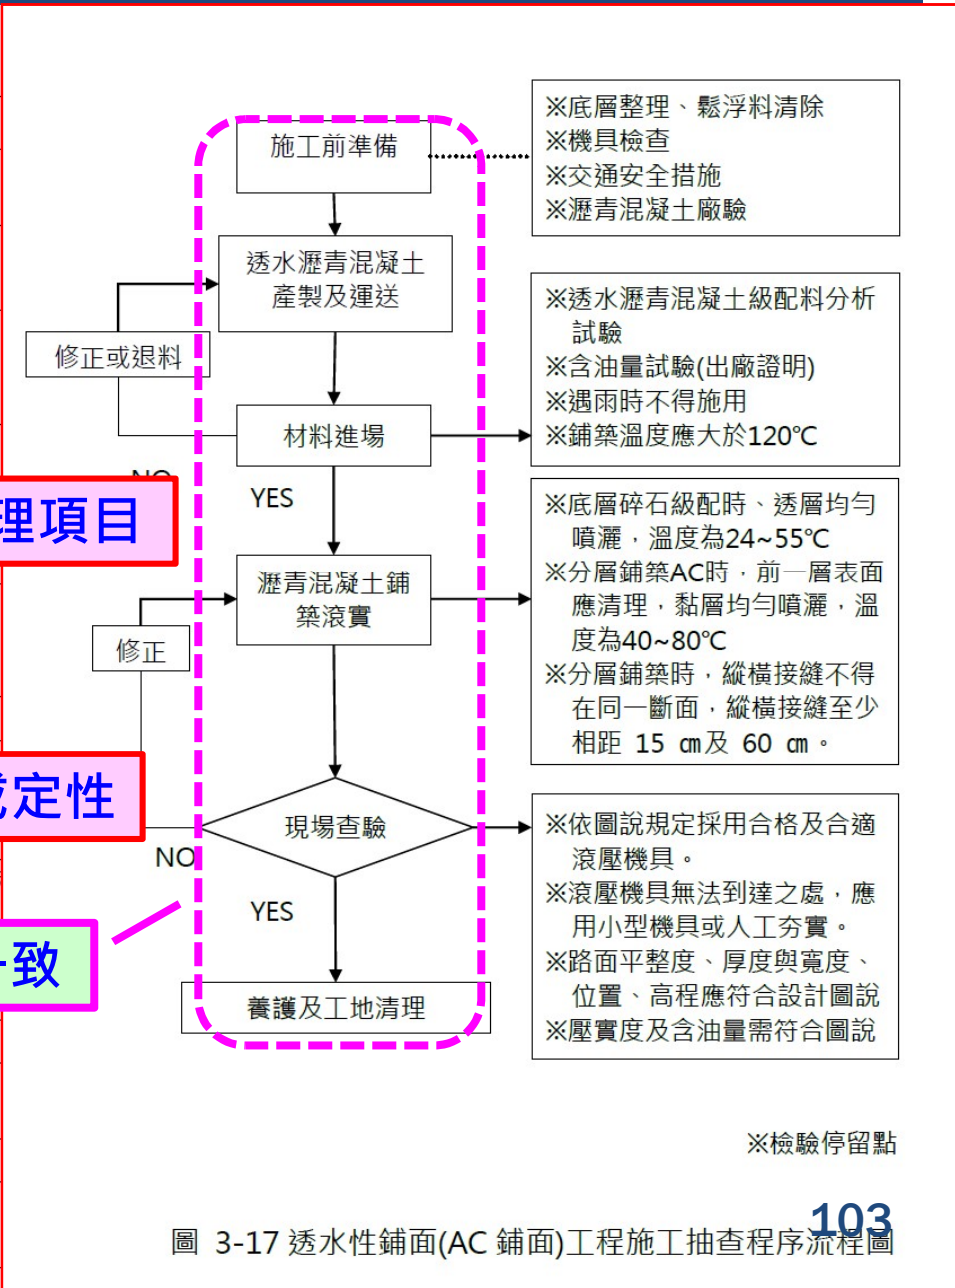 施工前準備
※底層整理、鬆浮料清除
※機具檢查
※交通安全措施
※瀝青混凝土廠驗
透水瀝青混凝土
產製及運送
修正或退料
材料進場
※透水瀝青混凝土級配料分析
試驗
※含油量試驗(出廠證明)
※遇雨時不得施用
※鋪築溫度應大於120℃
NO
YES
理項目
瀝青混凝土鋪
築滾實
修正
※底層碎石級配時、透層均勻
噴灑，溫度為24~55℃
※分層鋪築AC時，前一層表面
應清理，黏層均勻噴灑，溫
度為40~80℃
※分層鋪築時，縱橫接縫不得
在同一斷面，縱橫接縫至少
相距 15 ㎝及 60 ㎝。
定性
現場查驗
NO
YES
※依圖說規定採用合格及合適
滾壓機具。
※滾壓機具無法到達之處，應
用小型機具或人工夯實。
※路面平整度、厚度與寬度、
位置、高程應符合設計圖說
※壓實度及含油量需符合圖說
致
養護及工地清理
※檢驗停留點
103
圖 3-17 透水性鋪面(AC 鋪面)工程施工抽查程序流程圖